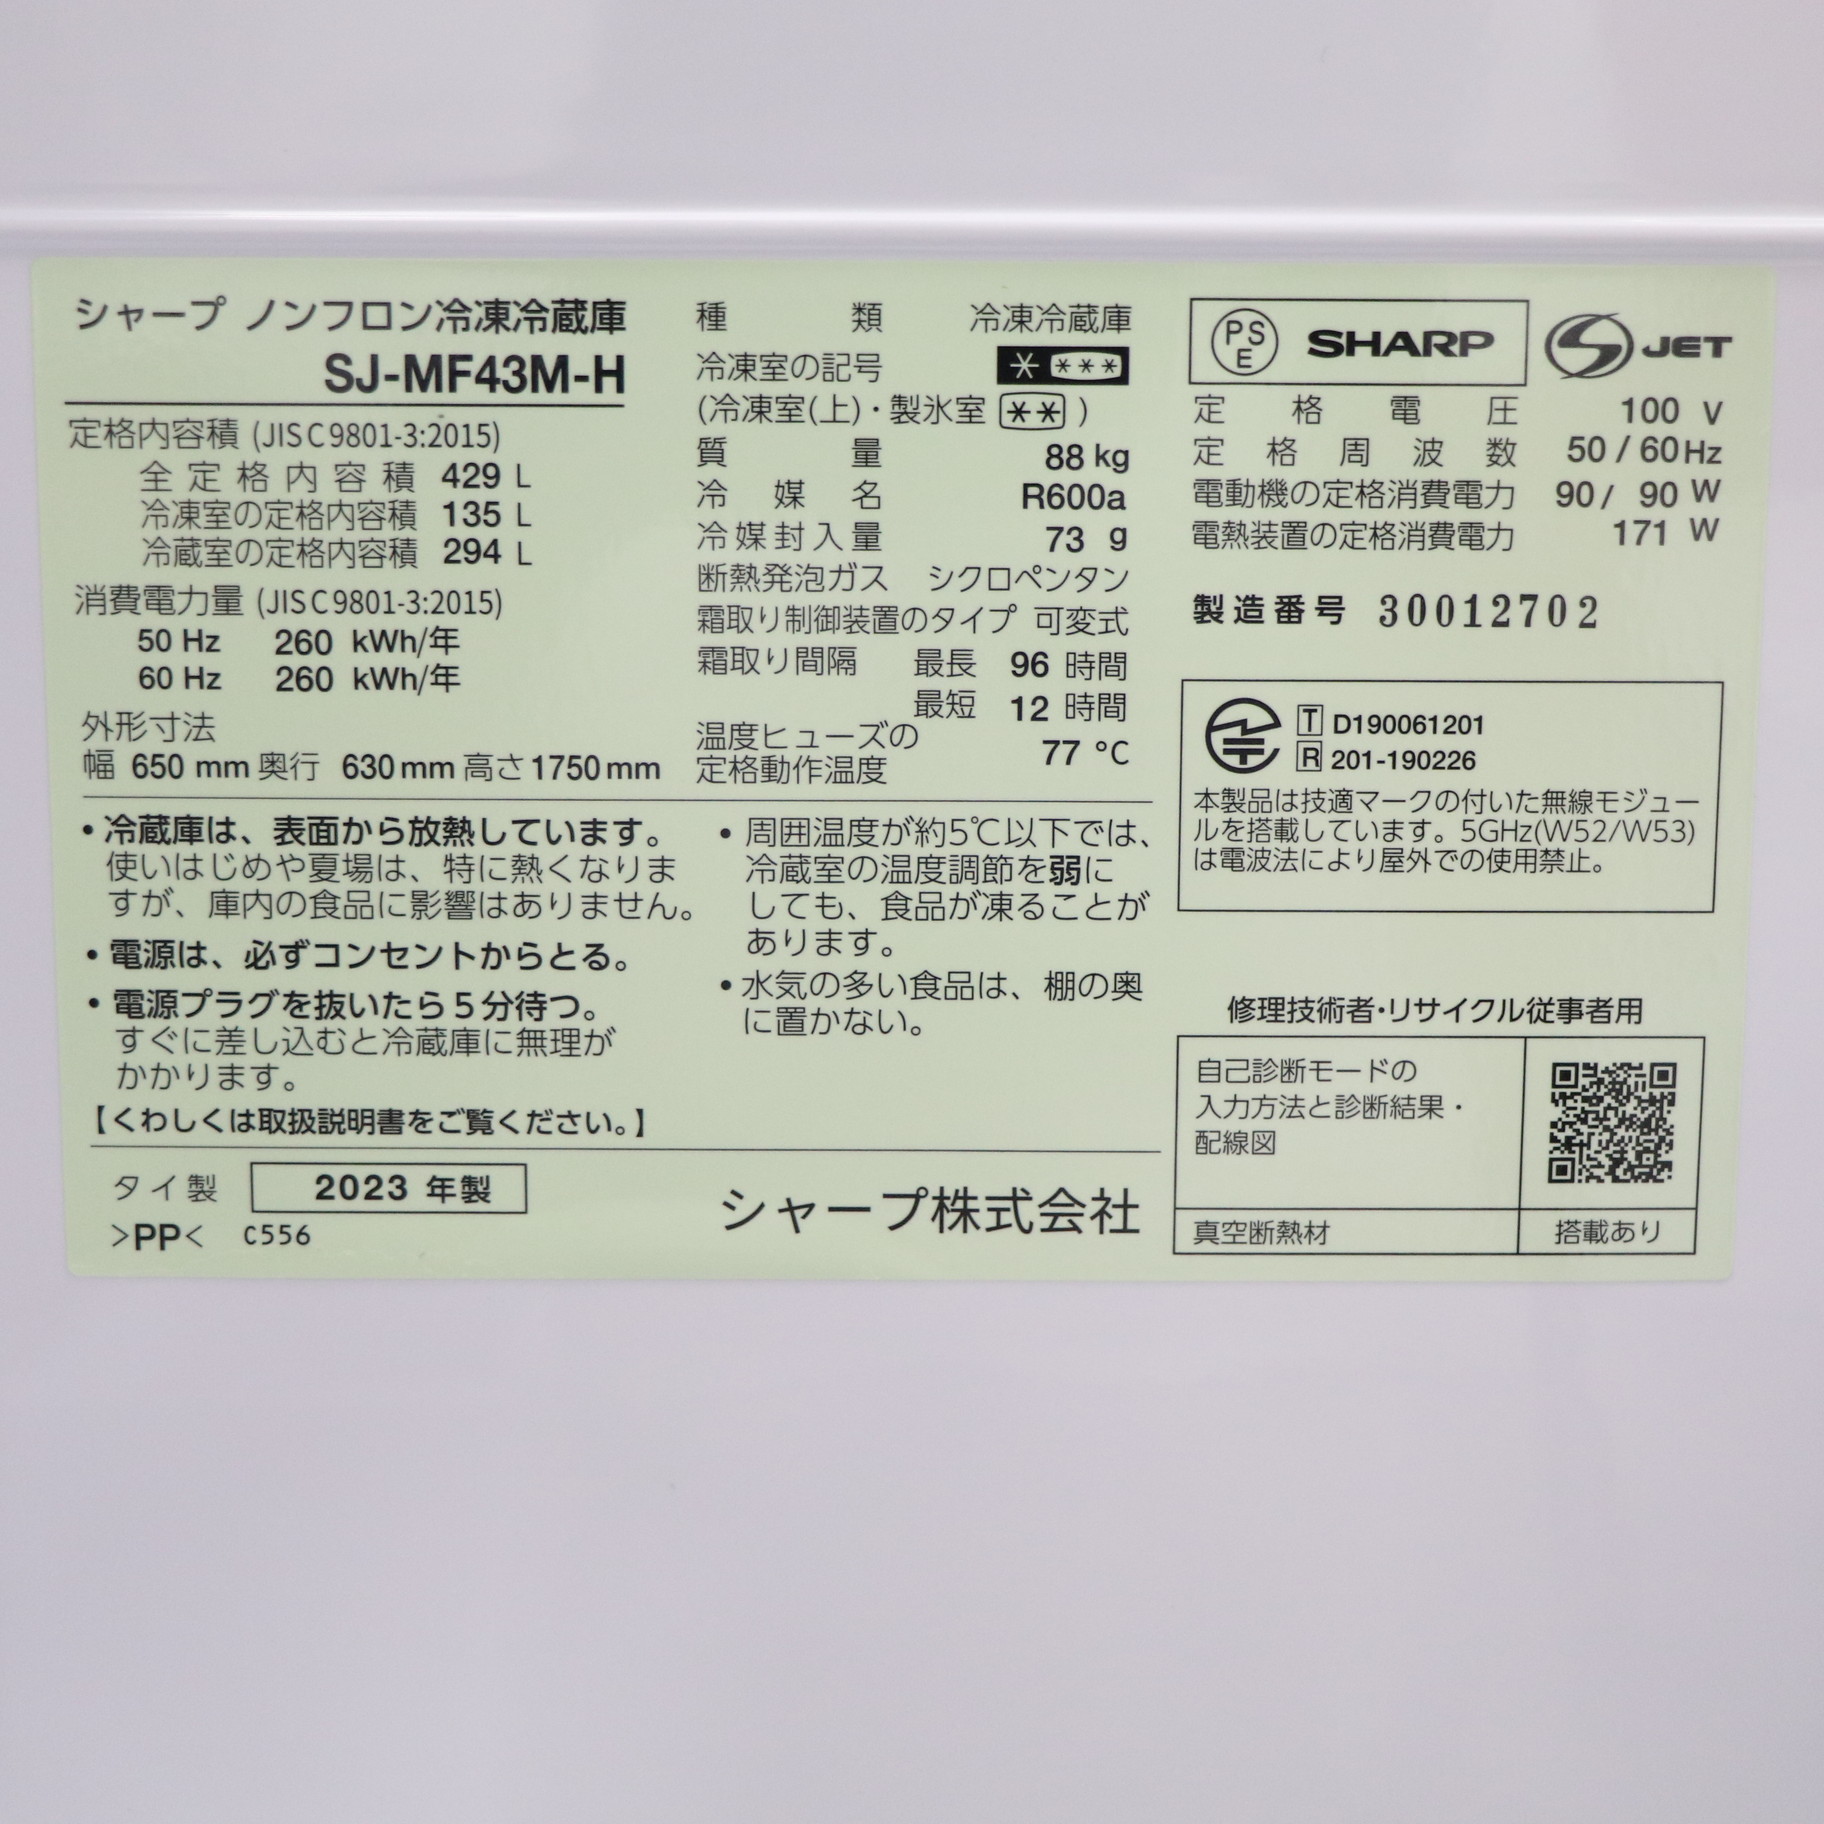 シャープ ノンフロン冷凍冷蔵庫
SJ-MF43M-H
定格内容積 (JIS C 9801-3:2015)
全定格内容積 429 L
冷凍室の定格内容積 135 L
冷蔵室の定格内容積 294 L
消費電力量 (JIS C 9801-3:2015)
50 Hz 260 kWh/年
60 Hz 260 kWh/年
外形寸法
幅 650 mm 奥行 630 mm 高さ 1750 mm
種類 冷凍冷蔵庫
冷凍室の記号 * ***
(冷凍室(上)・製氷室 ** )
質量 88 kg
冷媒名 R600a
冷媒封入量 73 g
断熱発泡ガス シクロペンタン
霜取り制御装置のタイプ 可変式
霜取り間隔 最長 96 時間
最短 12 時間
温度ヒューズの
定格動作温度 77 °C
PS
E
SHARP
S JET
定格電圧 100 V
定格周波数 50 / 60 Hz
電動機の定格消費電力 90 / 90 W
電熱装置の定格消費電力 171 W
製造番号 30012702
T D190061201
R 201-190226
本製品は技適マークの付いた無線モジュー
ルを搭載しています。5GHz(W52/W53)
は電波法により屋外での使用禁止。
・冷蔵庫は、表面から放熱しています。
使いはじめや夏場は、特に熱くなりま
すが、庫内の食品に影響はありません。
・電源は、必ずコンセントからとる。
・電源プラグを抜いたら5分待つ。
すぐに差し込むと冷蔵庫に無理が
かかります。
【くわしくは取扱説明書をご覧ください。】
・周囲温度が約5℃以下では、
冷蔵室の温度調節を弱に
しても、食品が凍ることが
あります。
・水気の多い食品は、棚の奥
に置かない。
修理技術者・リサイクル従事者用
自己診断モードの
入力方法と診断結果・
配線図
真空断熱材 搭載あり
タイ製 2023 年製
>PP< C556
シャープ株式会社